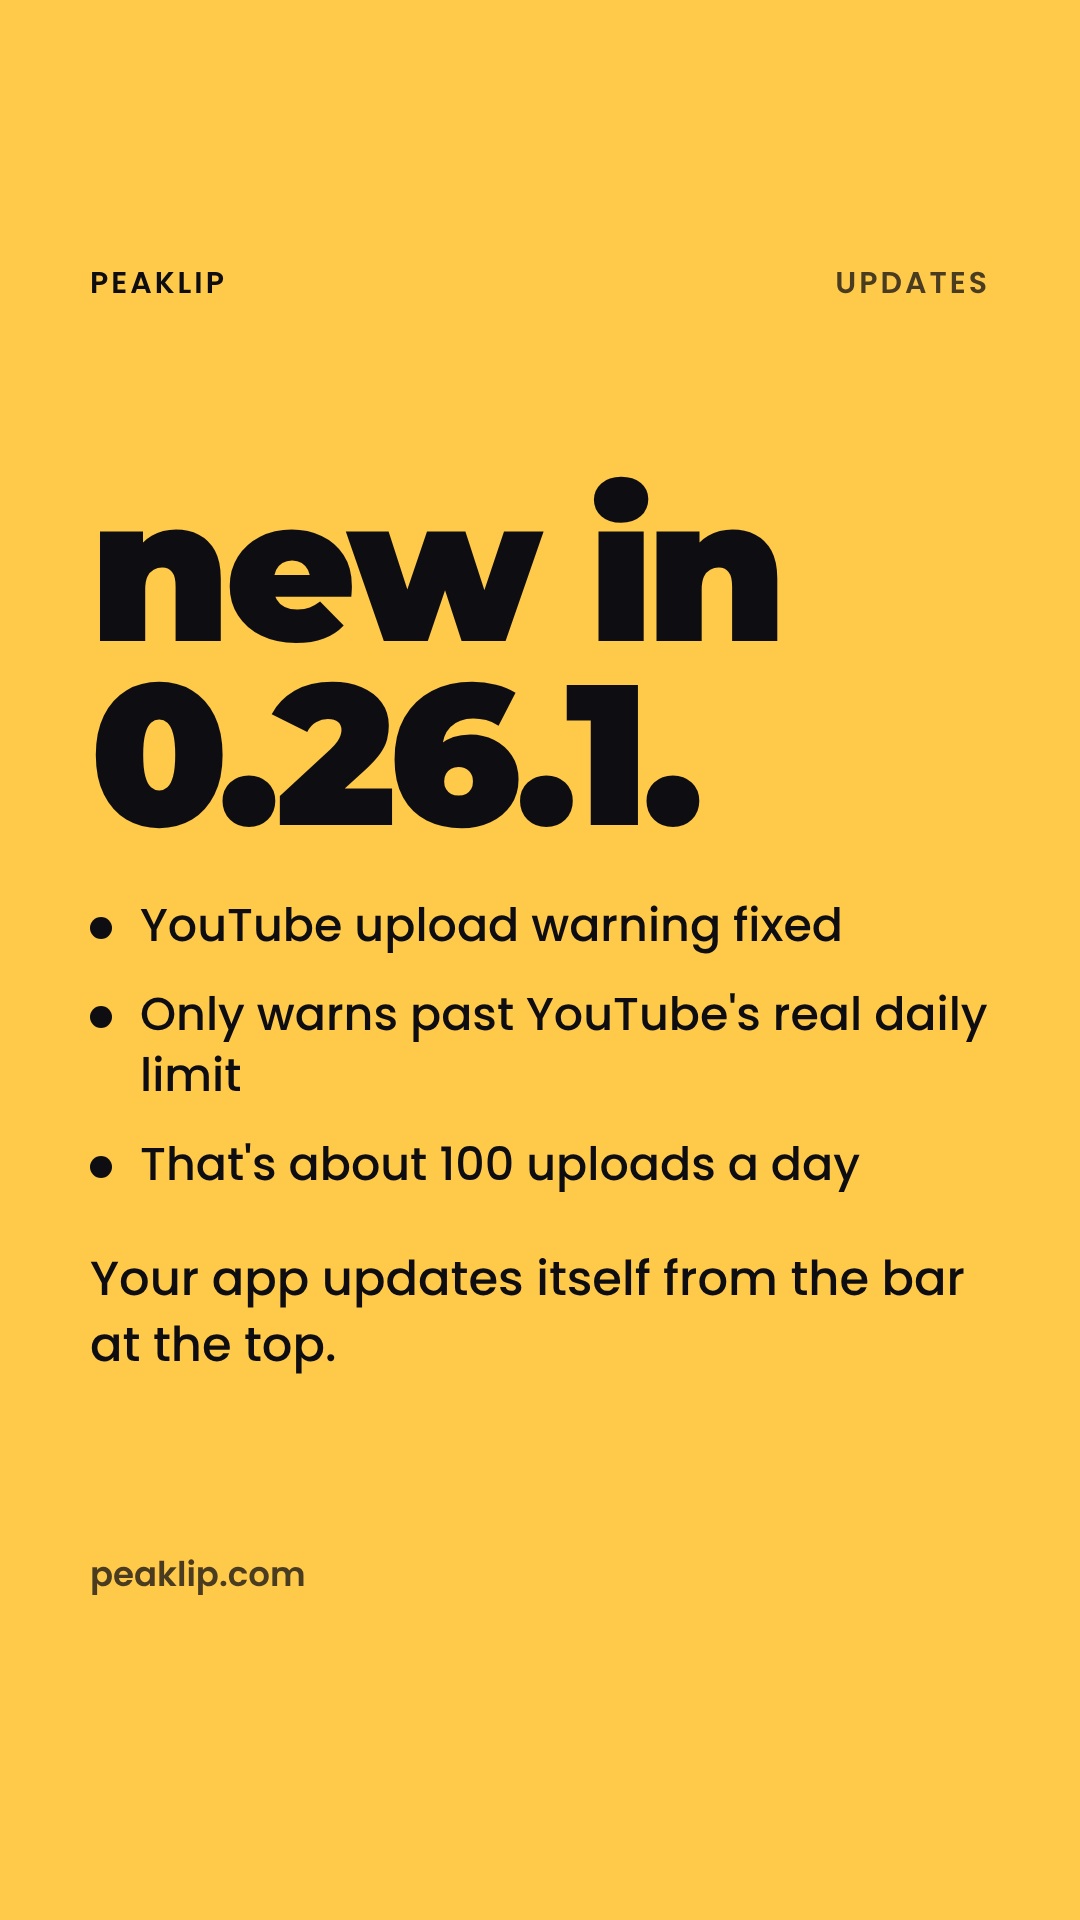 PEAKLIP
UPDATES
new in
0.26.1.
YouTube upload warning fixed
Only warns past YouTube's real daily
limit
That's about 100 uploads a day
Your app updates itself from the bar
at the top.
peaklip.com